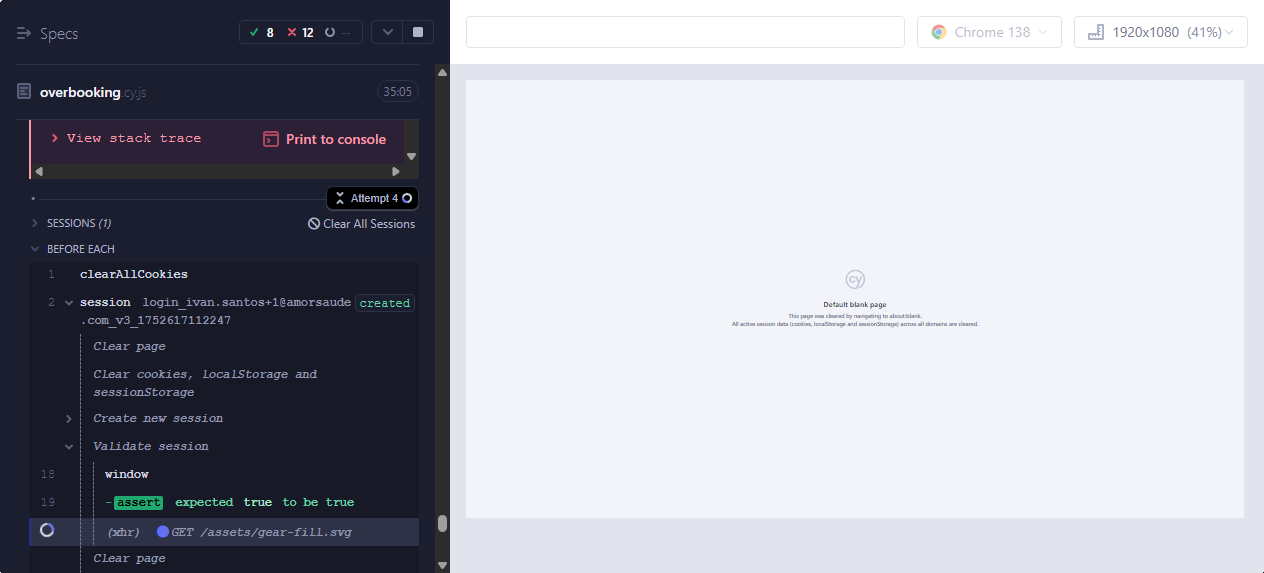 Specs
8 12 --
Chrome 138
1920x1080 (41%)
overbooking.cy.js
35:05
View stack trace
Print to console
Attempt 4
SESSIONS (1)
Clear All Sessions
BEFORE EACH
1 clearAllCookies
2 session login_ivan.santos+1@amorsaude created
.com_v3_1752617112247
Clear page
Clear cookies, localStorage and
sessionStorage
Create new session
Validate session
18 window
19 -assert expected true to be true
(xhr) GET /assets/gear-fill.svg
Clear page
cy
Default blank page
This page was cleared by navigating to about:blank.
All active session data (cookies, localStorage and sessionStorage) across all domains are cleared.